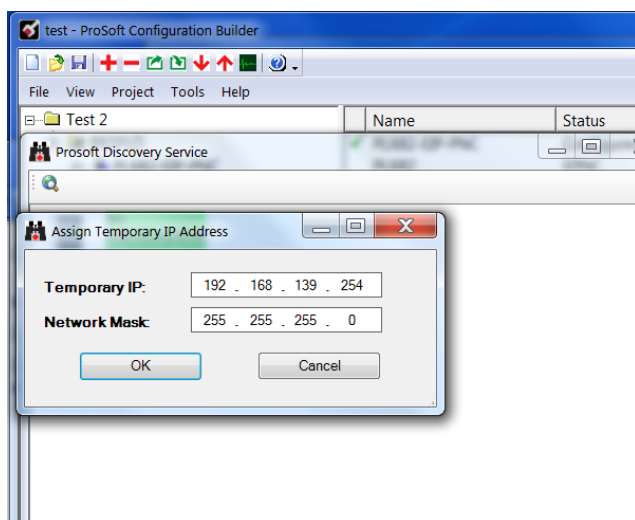 test - ProSoft Configuration Builder
File View Project Tools Help
Test 2
Name Status
Prosoft Discovery Service
Assign Temporary IP Address
Temporary IP: 192 . 168 . 139 . 254
Network Mask: 255 . 255 . 255 . 0
OK Cancel